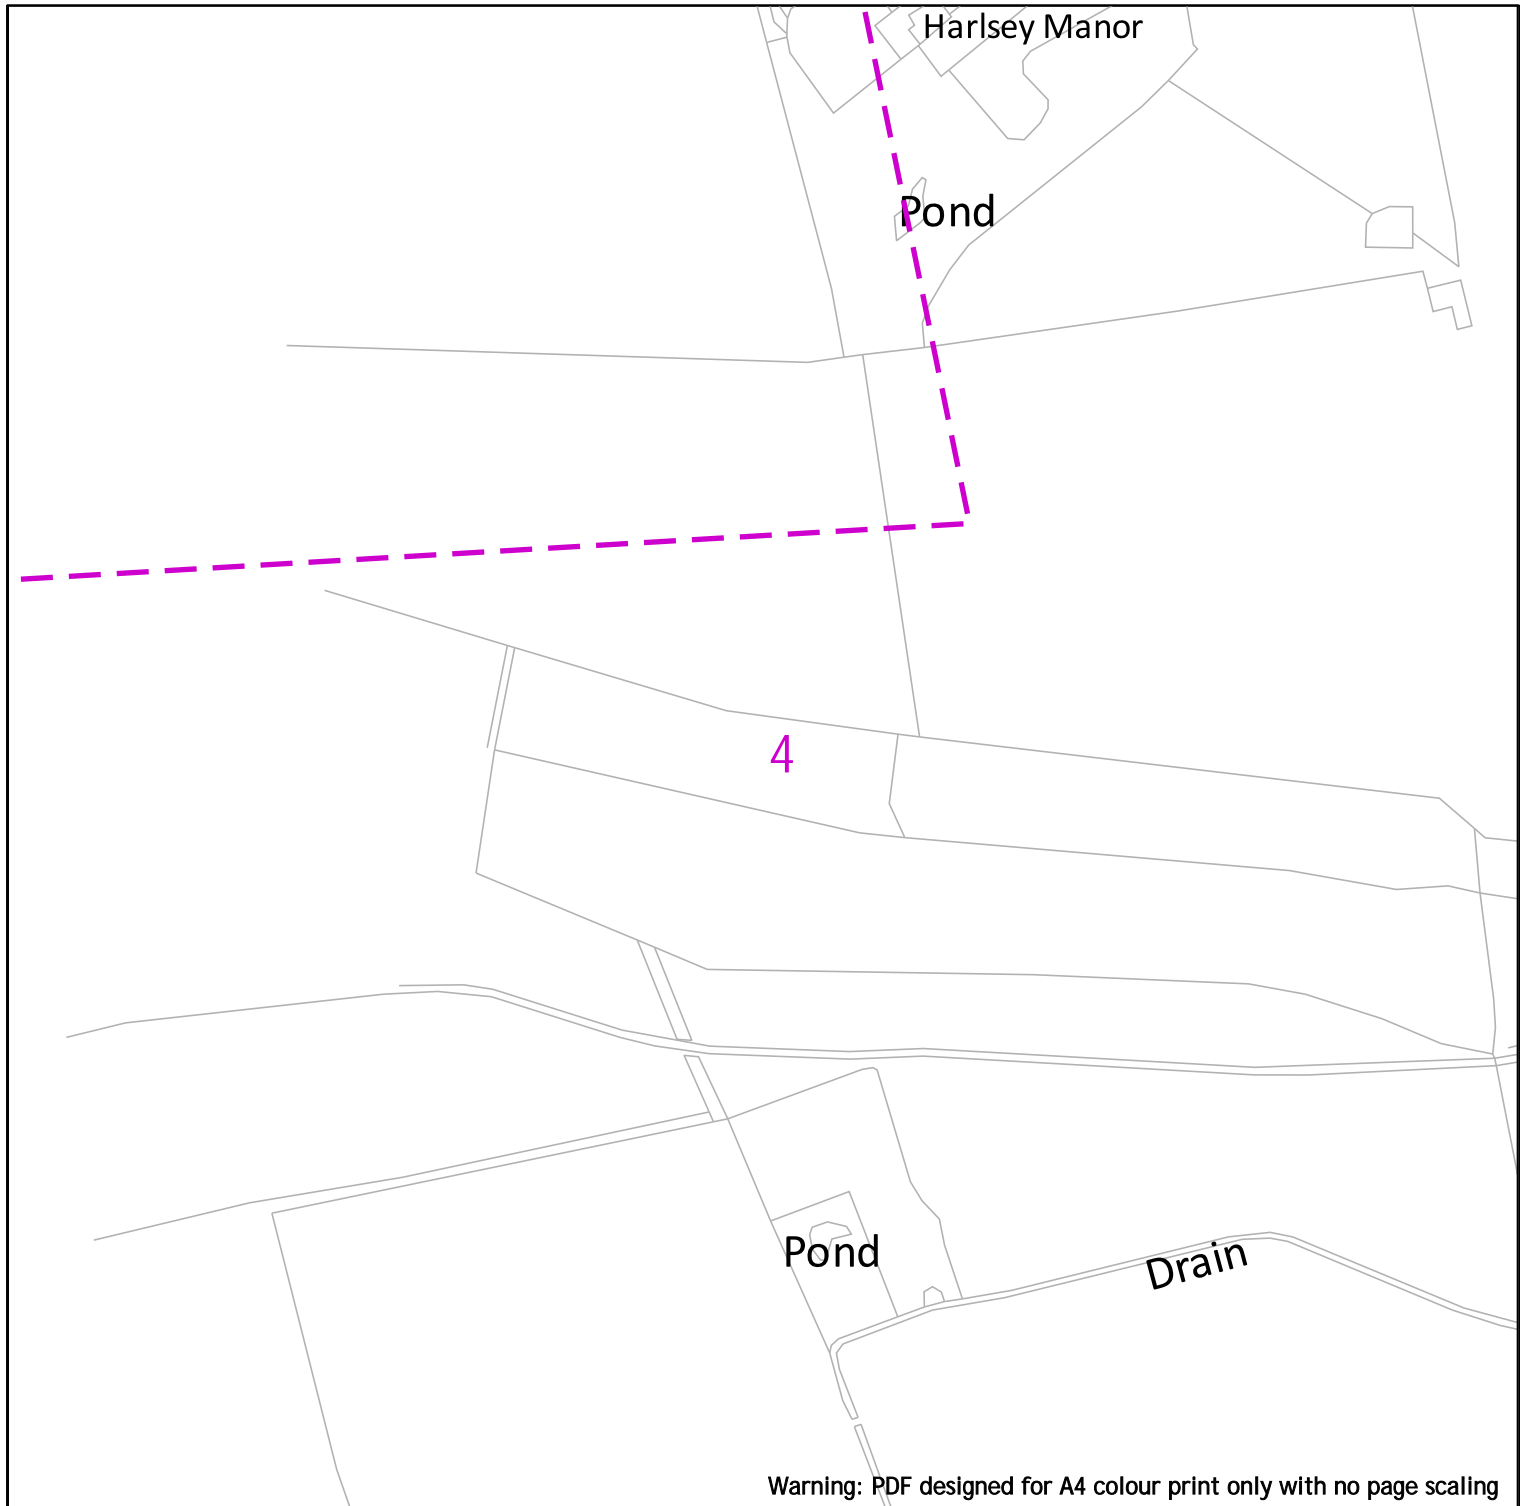 Harlsey Manor
Pond
4
Pond
Drain
Warning: PDF designed for A4 colour print only with no page scaling